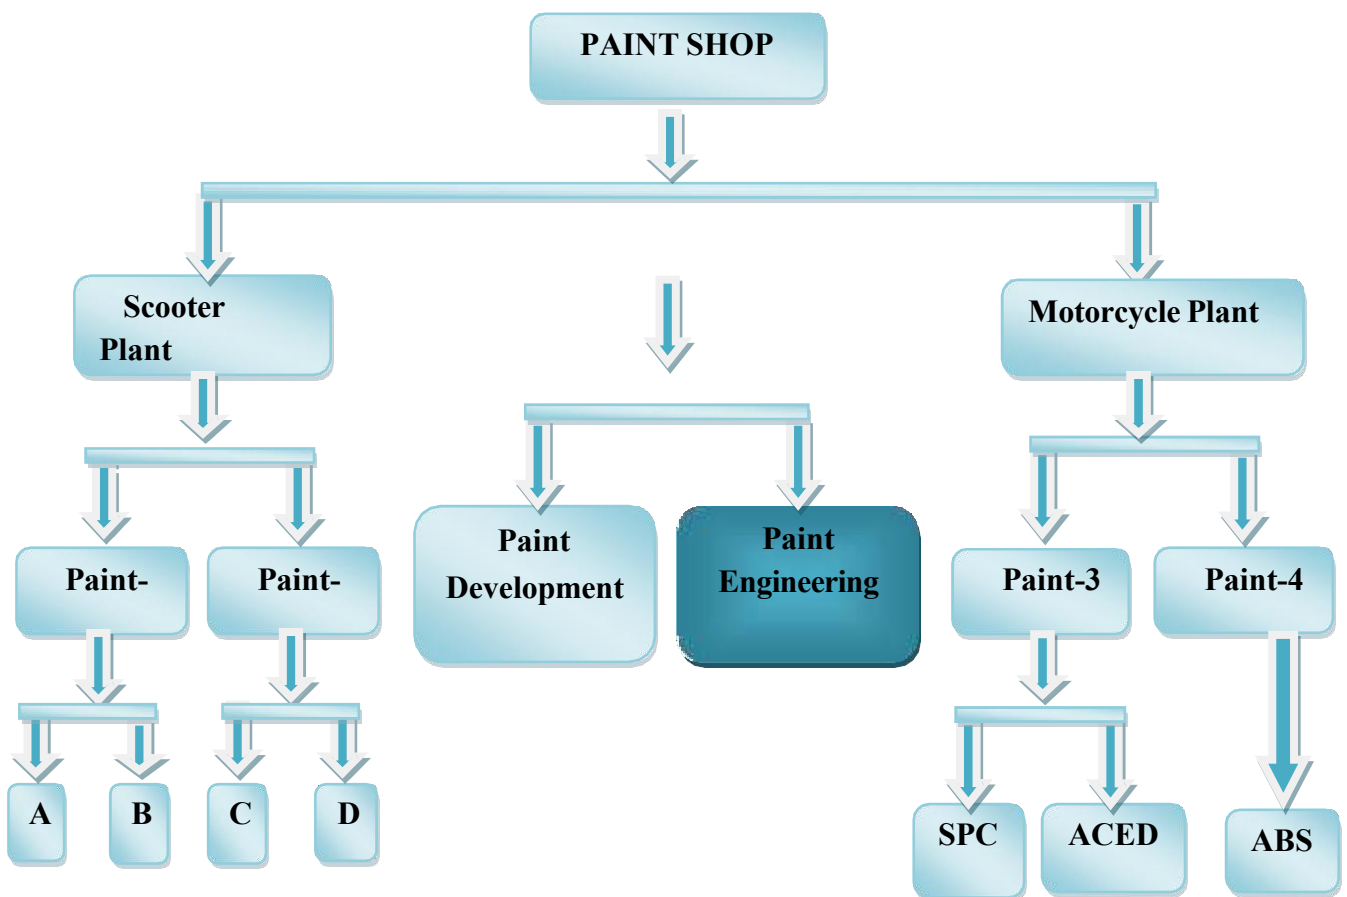 PAINT SHOP
Scooter
Plant
Motorcycle Plant
Paint
Development
Paint
Engineering
Paint-
Paint-
Paint-3
Paint-4
A
B
C
D
SPC
ACED
ABS